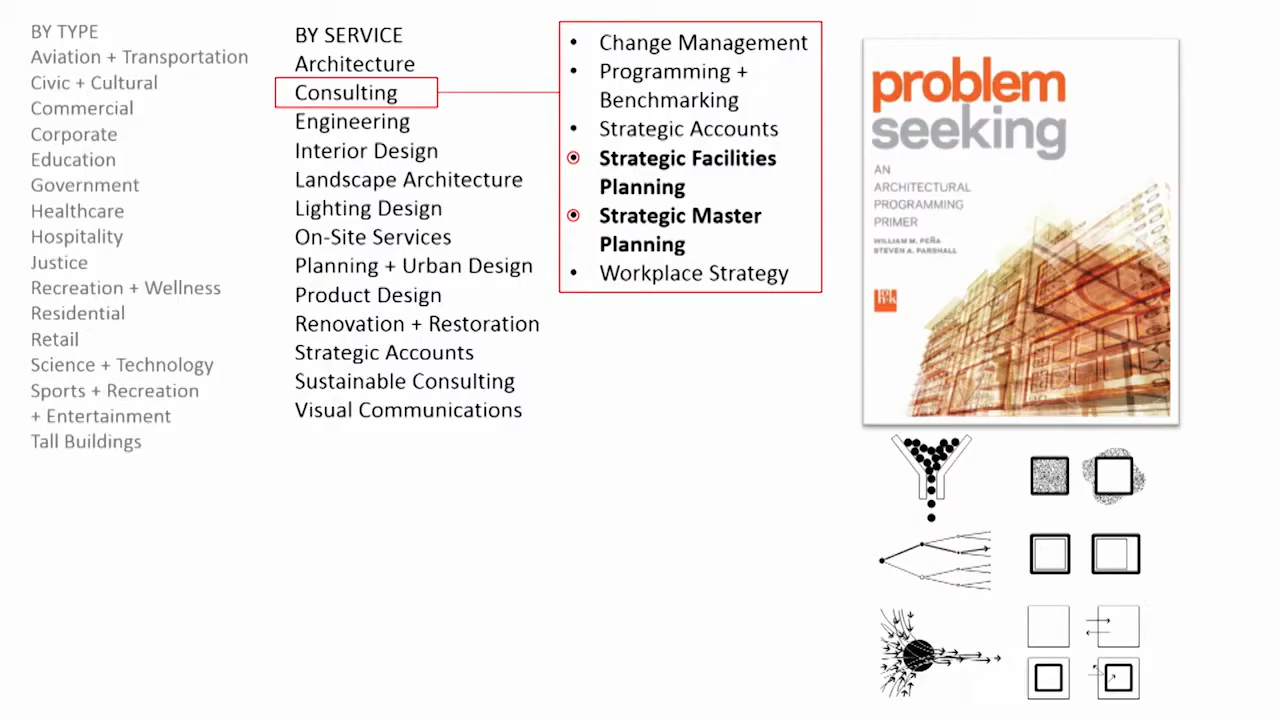 BY TYPE
Aviation + Transportation
Civic + Cultural
Commercial
Corporate
Education
Government
Healthcare
Hospitality
Justice
Recreation + Wellness
Residential
Retail
Science + Technology
Sports + Recreation
+ Entertainment
Tall Buildings
BY SERVICE
Architecture
Consulting
Engineering
Interior Design
Landscape Architecture
Lighting Design
On-Site Services
Planning + Urban Design
Product Design
Renovation + Restoration
Strategic Accounts
Sustainable Consulting
Visual Communications
• Change Management
• Programming +
Benchmarking
• Strategic Accounts
• Strategic Facilities
Planning
• Strategic Master
Planning
• Workplace Strategy
problem
seeking
AN
ARCHITECTURAL
PROGRAMMING
PRIMER
WILLIAM M. PEÑA
STEVEN A. PARSHALL